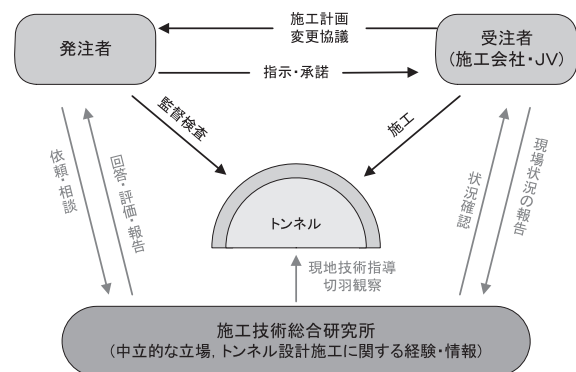 施工計画
変更協議
発注者
受注者
(施工会社・JV)
指示・承諾
監督検査
施工
依頼・相談
回答・評価・報告
状況確認
現場状況の報告
トンネル
現地技術指導
切羽観察
施工技術総合研究所
(中立的な立場，トンネル設計施工に関する経験・情報)